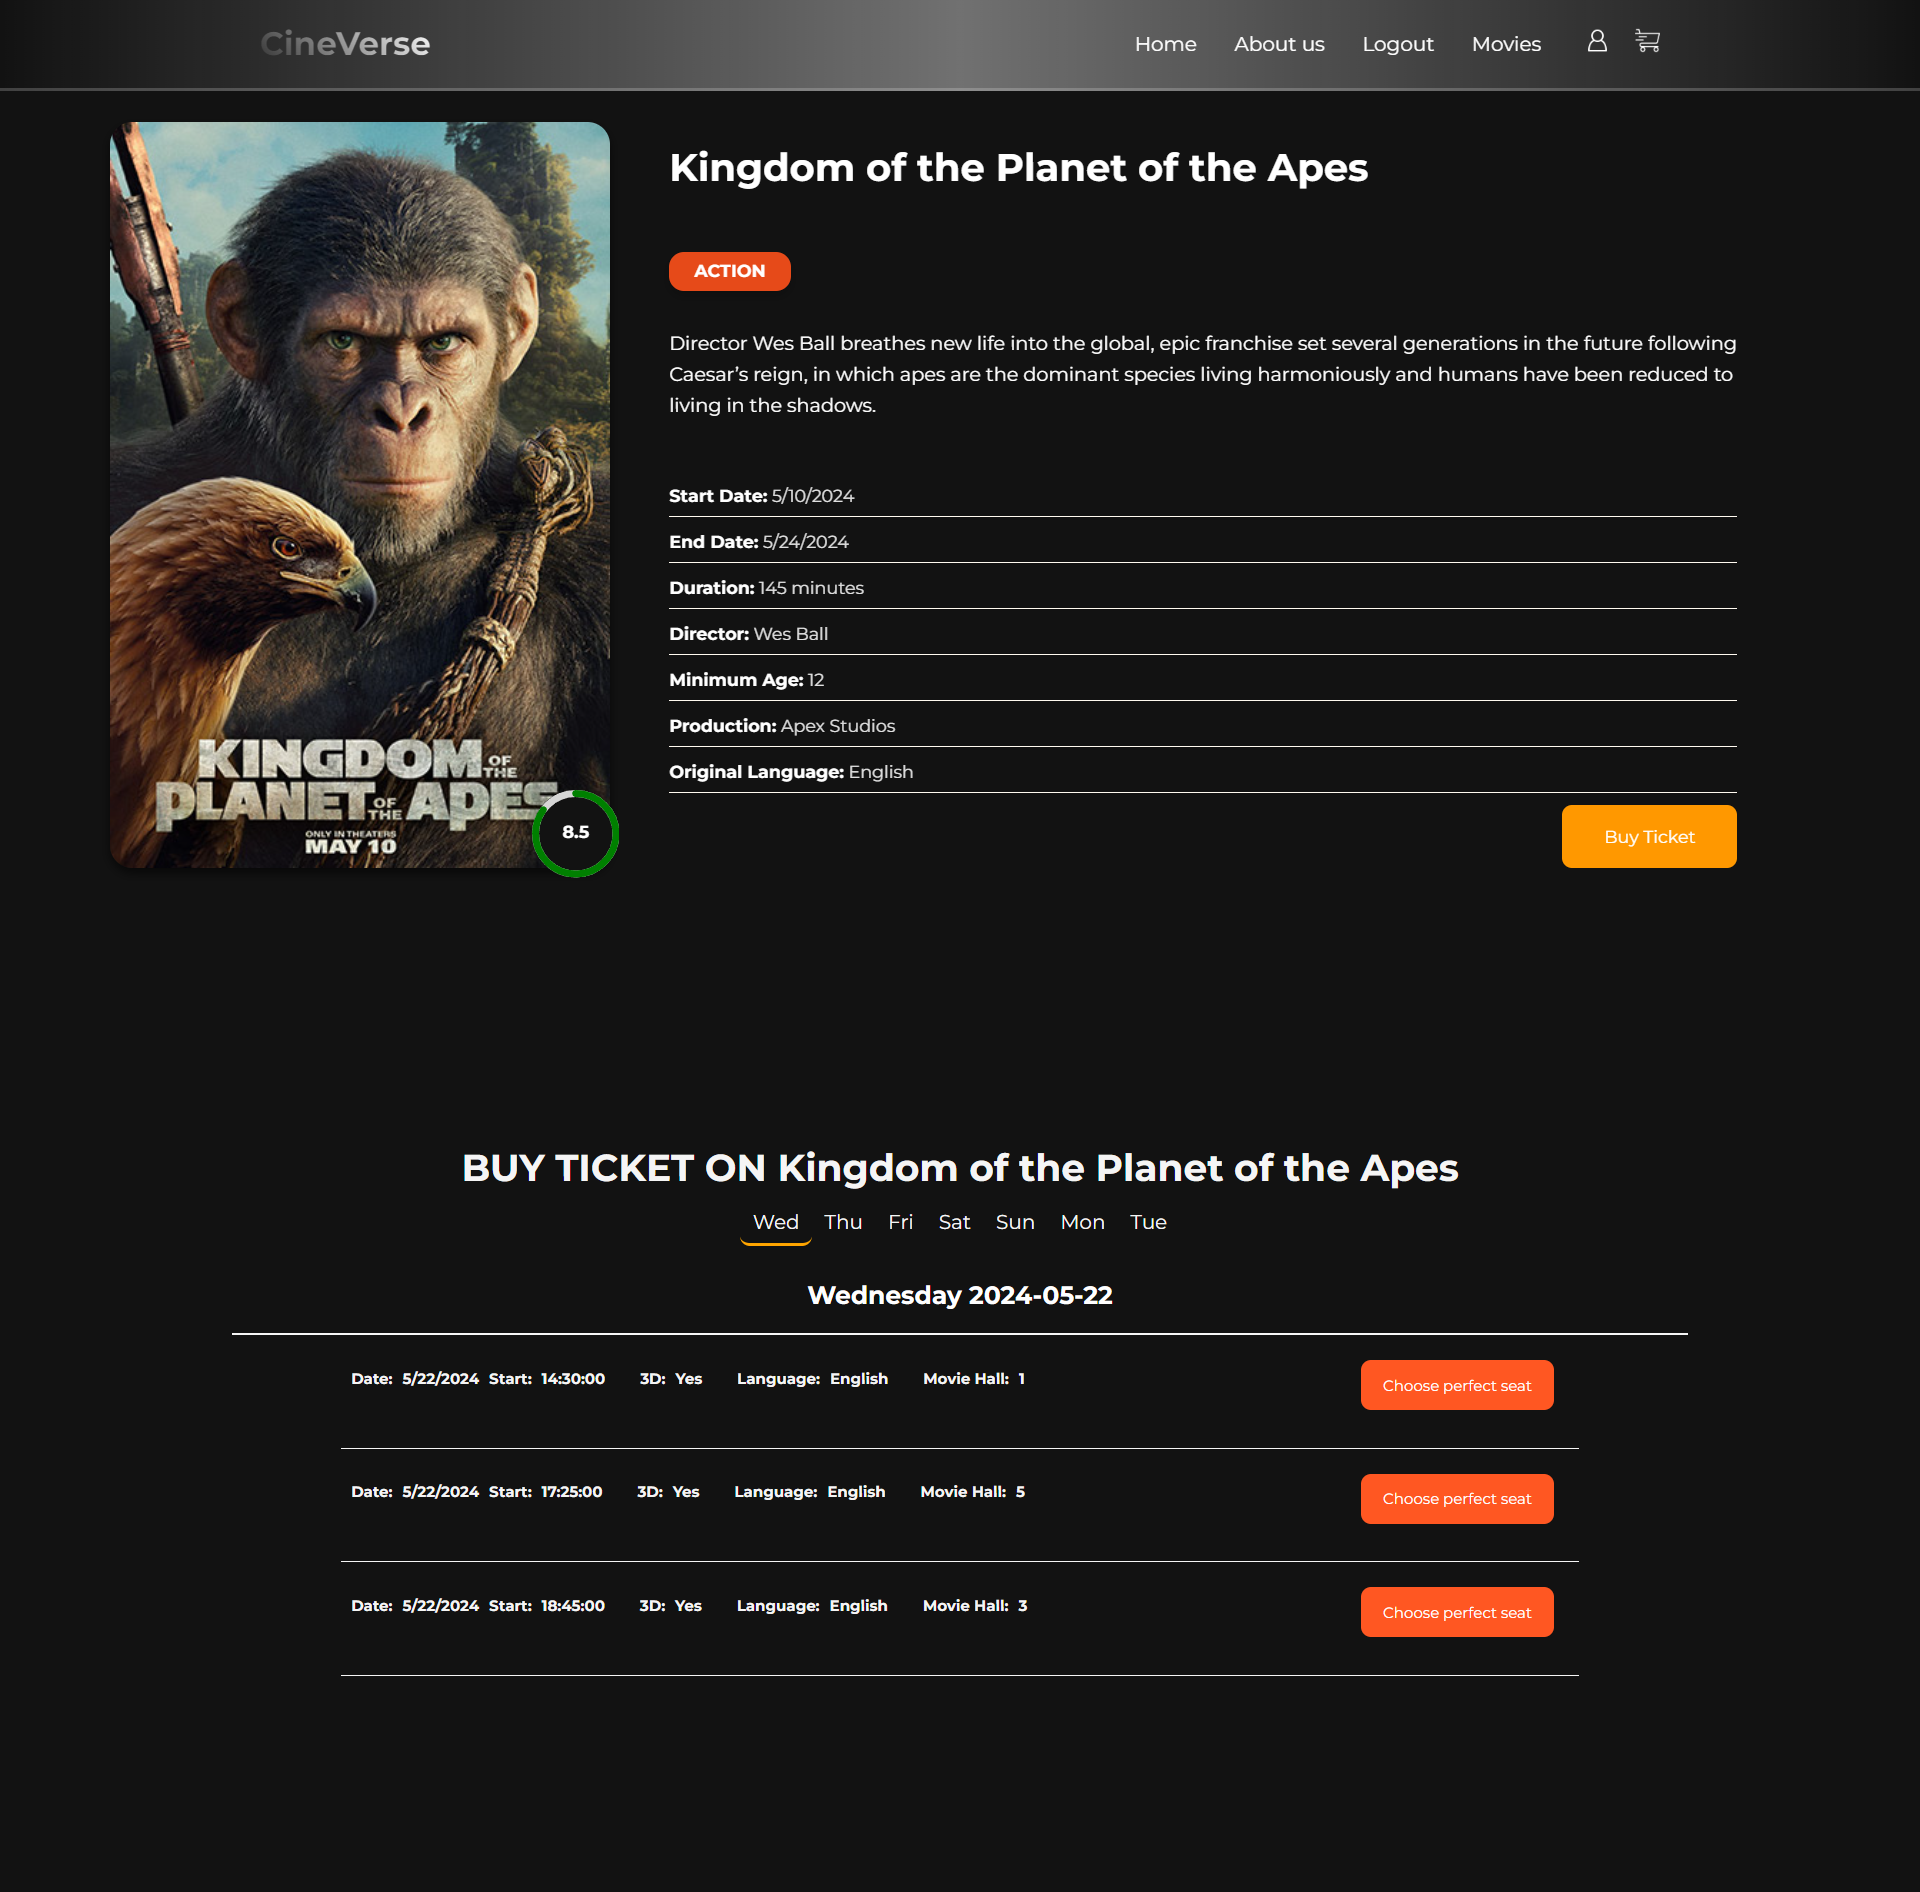 CineVerse
Home About us Logout Movies
Kingdom of the Planet of the Apes
ACTION
Director Wes Ball breathes new life into the global, epic franchise set several generations in the future following
Caesar’s reign, in which apes are the dominant species living harmoniously and humans have been reduced to
living in the shadows.
Start Date: 5/10/2024
End Date: 5/24/2024
Duration: 145 minutes
Director: Wes Ball
Minimum Age: 12
Production: Apex Studios
Original Language: English
Buy Ticket
KINGDOM OF THE
PLANET OF THE APES
ONLY IN THEATERS
MAY 10
8.5
BUY TICKET ON Kingdom of the Planet of the Apes
Wed Thu Fri Sat Sun Mon Tue
Wednesday 2024-05-22
Date: 5/22/2024 Start: 14:30:00 3D: Yes Language: English Movie Hall: 1 Choose perfect seat
Date: 5/22/2024 Start: 17:25:00 3D: Yes Language: English Movie Hall: 5 Choose perfect seat
Date: 5/22/2024 Start: 18:45:00 3D: Yes Language: English Movie Hall: 3 Choose perfect seat